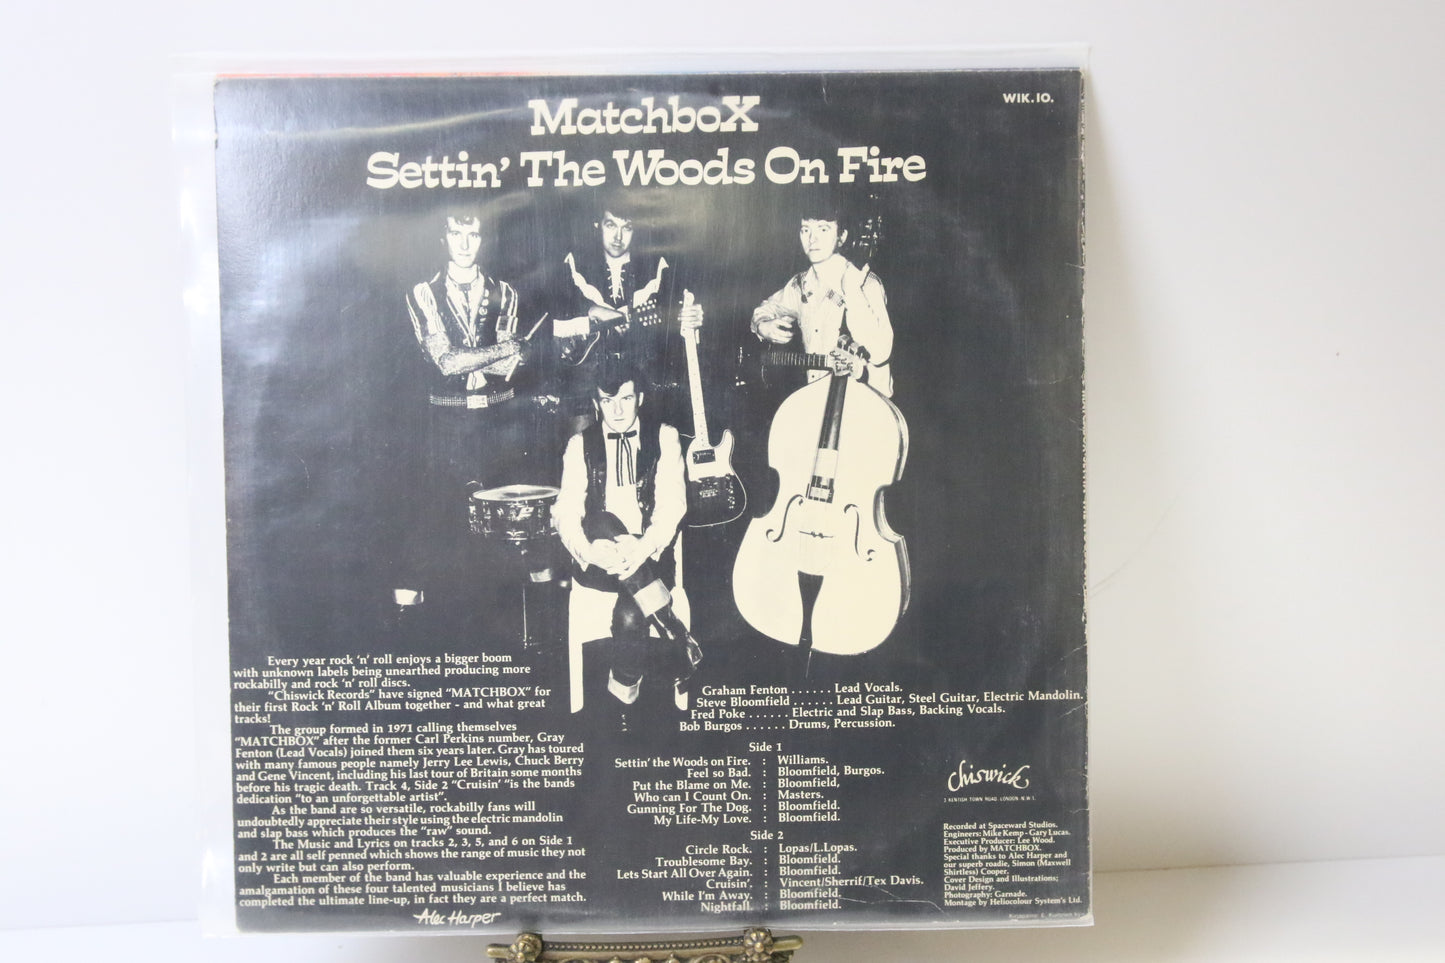 MatchboX
WIK.10.
Settin' The Woods On Fire
Every year rock 'n' roll enjoys a bigger boom
with unknown labels being unearthed producing more
rockabilly and rock 'n' roll discs.
"Chiswick Records" have signed "MATCHBOX" for
their first Rock 'n' Roll Album together - and what great
tracks!
The group formed in 1971 calling themselves
"MATCHBOX" after the former Carl Perkins number, Gray
Fenton (Lead Vocals) joined them six years later. Gray has toured
with many famous people namely Jerry Lee Lewis, Chuck Berry
and Gene Vincent, including his last tour of Britain some months
before his tragic death. Track 4, Side 2 "Cruisin' "is the bands
dedication "to an unforgettable artist".
As the band are so versatile, rockabilly fans will
undoubtedly appreciate their style using the electric mandolin
and slap bass which produces the "raw" sound.
The Music and Lyrics on tracks 2, 3, 5, and 6 on Side 1
and 2 are all self penned which shows the range of music they not
only write but can also perform.
Each member of the band has valuable experience and the
amalgamation of these four talented musicians I believe has
completed the ultimate line-up, in fact they are a perfect match.
Alec Harper
Graham Fenton . . . . . . Lead Vocals.
Steve Bloomfield . . . . . . Lead Guitar, Steel Guitar, Electric Mandolin.
Fred Poke . . . . . . Electric and Slap Bass, Backing Vocals.
Bob Burgos . . . . . . Drums, Percussion.
Side 1
Settin' the Woods on Fire. : Williams.
Feel so Bad. : Bloomfield, Burgos.
Put the Blame on Me. : Bloomfield,
Who can I Count On. : Masters.
Gunning For The Dog. : Bloomfield.
My Life-My Love. : Bloomfield.
Side 2
Circle Rock. : Lopas/L.Lopas.
Troublesome Bay. : Bloomfield.
Lets Start All Over Again. : Bloomfield.
Cruisin'. : Vincent/Sherrif/Tex Davis.
While I'm Away. : Bloomfield.
Nightfall. : Bloomfield.
Chiswick
3 KENTISH TOWN ROAD LONDON N.W.1.
Recorded at Spaceward Studios.
Engineers: Mike Kemp - Gary Lucas.
Executive Producer: Lee Wood.
Produced by MATCHBOX.
Special thanks to Alec Harper and
our superb roadie, Simon (Maxwell
Shirtless) Cooper.
Cover Design and Illustrations;
David Jeffery.
Photography: Garnade.
Montage by Heliocolour System's Ltd.